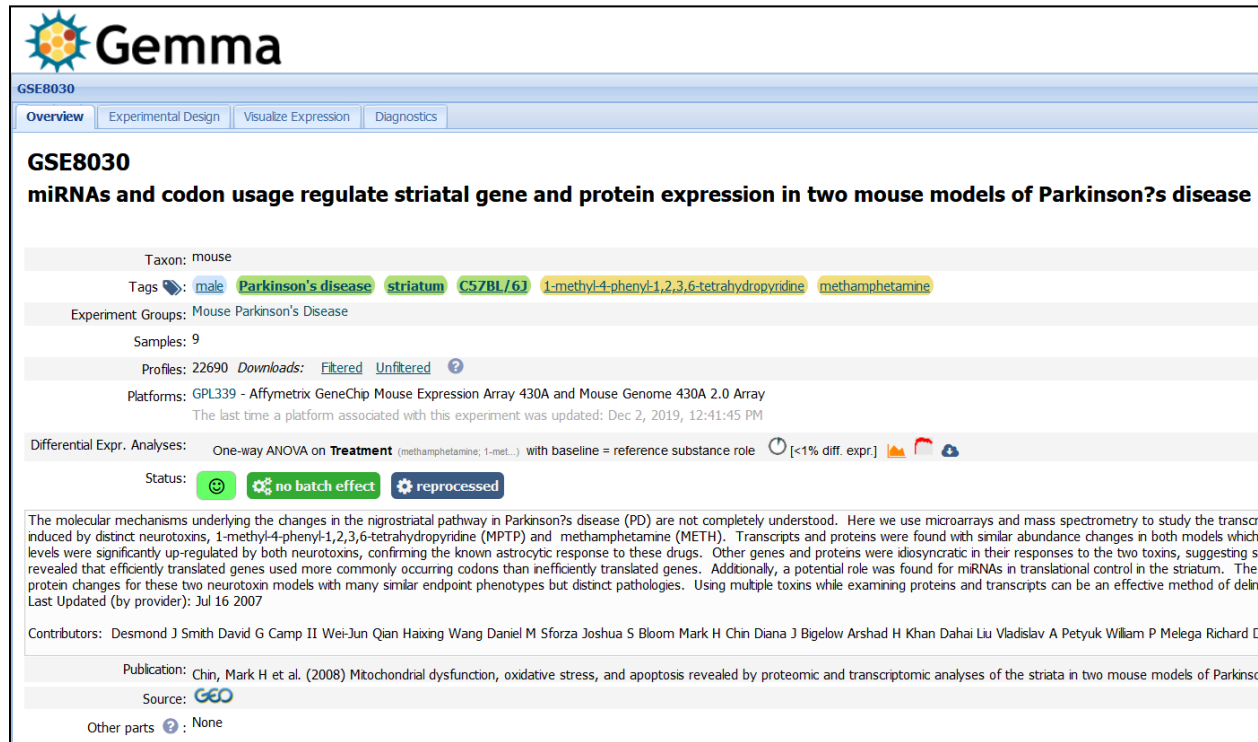 Gemma
GSE8030
Overview Experimental Design Visualize Expression Diagnostics
GSE8030
miRNAs and codon usage regulate striatal gene and protein expression in two mouse models of Parkinson?s disease
Taxon: mouse
Tags : male Parkinson's disease striatum C57BL/6J 1-methyl-4-phenyl-1,2,3,6-tetrahydropyridine methamphetamine
Experiment Groups: Mouse Parkinson's Disease
Samples: 9
Profiles: 22690 Downloads: Filtered Unfiltered ?
Platforms: GPL339 - Affymetrix GeneChip Mouse Expression Array 430A and Mouse Genome 430A 2.0 Array
The last time a platform associated with this experiment was updated: Dec 2, 2019, 12:41:45 PM
Differential Expr. Analyses: One-way ANOVA on Treatment (methamphetamine; 1-met...) with baseline = reference substance role [<1% diff. expr.]
Status: no batch effect reprocessed
The molecular mechanisms underlying the changes in the nigrostriatal pathway in Parkinson?s disease (PD) are not completely understood. Here we use microarrays and mass spectrometry to study the transcr
induced by distinct neurotoxins, 1-methyl-4-phenyl-1,2,3,6-tetrahydropyridine (MPTP) and methamphetamine (METH). Transcripts and proteins were found with similar abundance changes in both models which
levels were significantly up-regulated by both neurotoxins, confirming the known astrocytic response to these drugs. Other genes and proteins were idiosyncratic in their responses to the two toxins, suggesting s
revealed that efficiently translated genes used more commonly occurring codons than inefficiently translated genes. Additionally, a potential role was found for miRNAs in translational control in the striatum. The
protein changes for these two neurotoxin models with many similar endpoint phenotypes but distinct pathologies. Using multiple toxins while examining proteins and transcripts can be an effective method of delin
Last Updated (by provider): Jul 16 2007
Contributors: Desmond J Smith David G Camp II Wei-Jun Qian Haixing Wang Daniel M Sforza Joshua S Bloom Mark H Chin Diana J Bigelow Arshad H Khan Dahai Liu Vladislav A Petyuk William P Melega Richard D
Publication: Chin, Mark H et al. (2008) Mitochondrial dysfunction, oxidative stress, and apoptosis revealed by proteomic and transcriptomic analyses of the striata in two mouse models of Parkinso
Source: GEO
Other parts ? : None